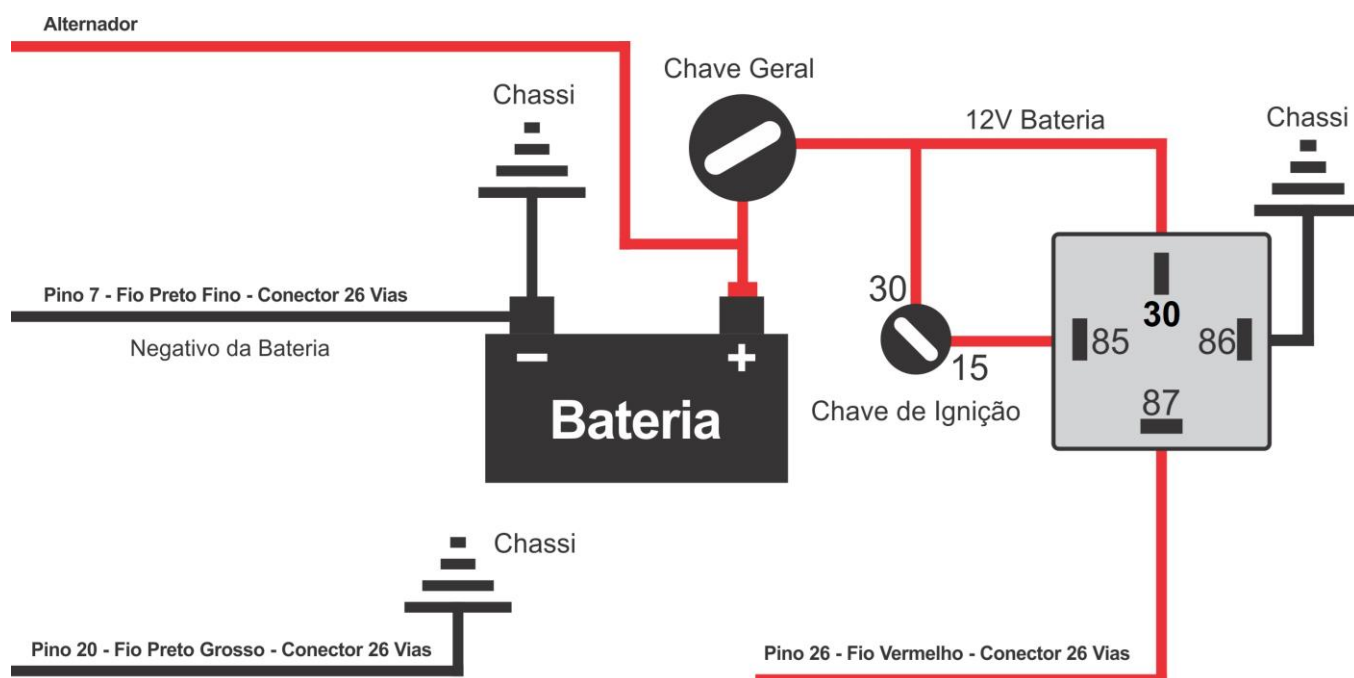 Alternador
Chave Geral
Chassi
12V Bateria
Chassi
30
30
Pino 7 - Fio Preto Fino - Conector 26 Vias
85
86
Negativo da Bateria
15
− +
Chave de Ignição
87
Bateria
Chassi
Pino 20 - Fio Preto Grosso - Conector 26 Vias
Pino 26 - Fio Vermelho - Conector 26 Vias